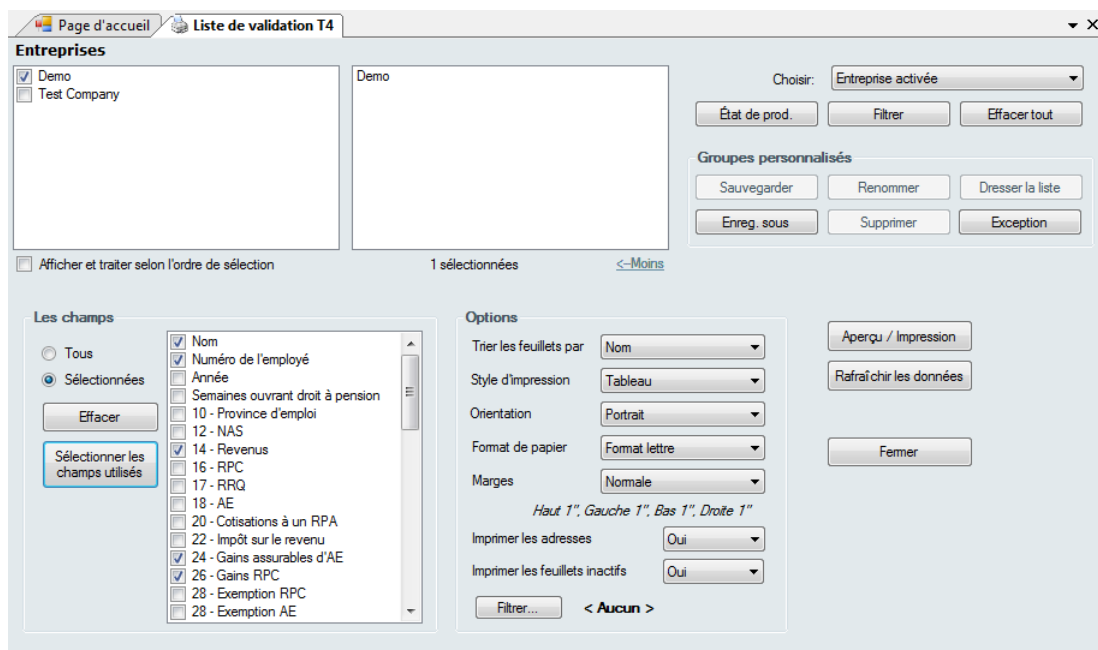 Page d'accueil
Liste de validation T4
Entreprises
Demo
Test Company
Demo
Choisir:
Entreprise activée
État de prod.
Filtrer
Effacer tout
Groupes personnalisés
Sauvegarder
Renommer
Dresser la liste
Enreg. sous
Supprimer
Exception
Afficher et traiter selon l'ordre de sélection
1 sélectionnées
<--Moins
Les champs
Tous
Sélectionnées
Effacer
Sélectionner les
champs utilisés
Nom
Numéro de l'employé
Année
Semaines ouvrant droit à pension
10 - Province d'emploi
12 - NAS
14 - Revenus
16 - RPC
17 - RRQ
18 - AE
20 - Cotisations à un RPA
22 - Impôt sur le revenu
24 - Gains assurables d'AE
26 - Gains RPC
28 - Exemption RPC
28 - Exemption AE
Options
Trier les feuillets par
Nom
Style d'impression
Tableau
Orientation
Portrait
Format de papier
Format lettre
Marges
Normale
Haut 1", Gauche 1", Bas 1", Droite 1"
Imprimer les adresses
Oui
Imprimer les feuillets inactifs
Oui
Filtrer...
< Aucun >
Aperçu / Impression
Rafraîchir les données
Fermer